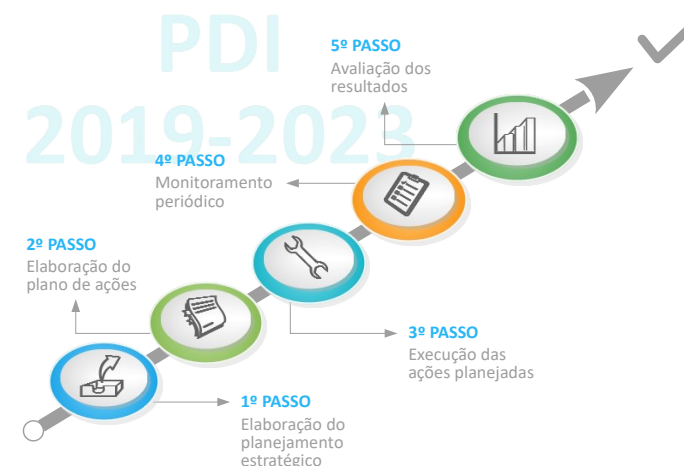 PDI
2019-2023
5º PASSO
Avaliação dos
resultados
4º PASSO
Monitoramento
periódico
2º PASSO
Elaboração do
plano de ações
3º PASSO
Execução das
ações planejadas
1º PASSO
Elaboração do
planejamento
estratégico